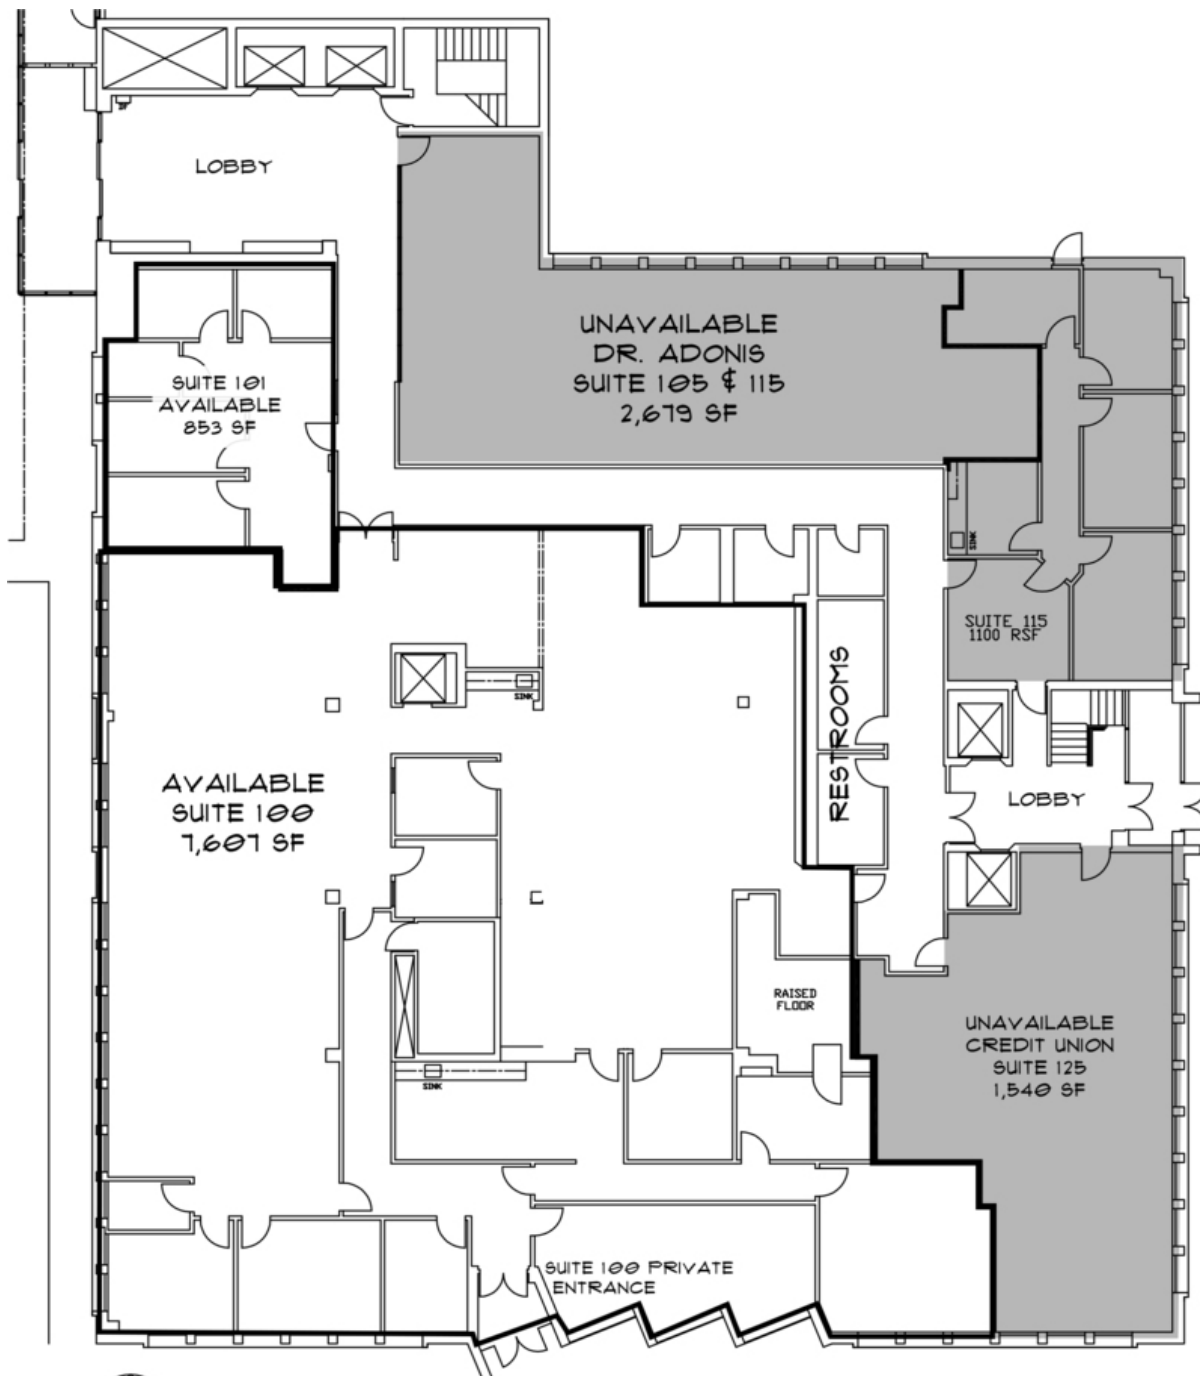 LOBBY
UNAVAILABLE
DR. ADONIS
SUITE 105 & 115
2,679 SF
SUITE 101
AVAILABLE
853 SF
SINK
SUITE 115
1100 RSF
SINK
RESTROOMS
AVAILABLE
SUITE 100
7,607 SF
LOBBY
RAISED
FLOOR
UNAVAILABLE
CREDIT UNION
SUITE 125
1,540 SF
SINK
SUITE 100 PRIVATE
ENTRANCE